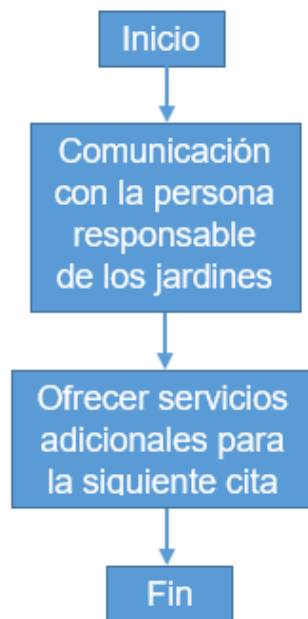 Inicio
Comunicación
con la persona
responsable
de los jardines
Ofrecer servicios
adicionales para
la siguiente cita
Fin